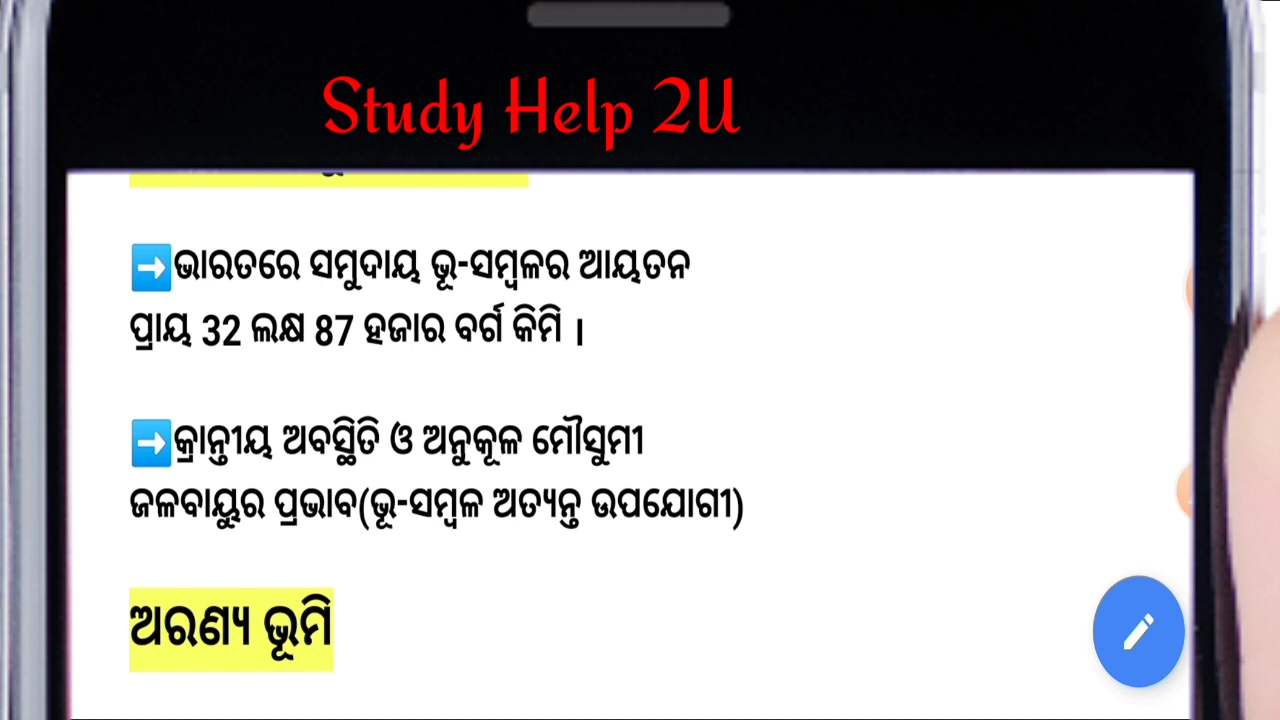 Study Help 2U
➡ଭାରତରେ ସମୁଦାୟ ଭୂ-ସମ୍ବଳର ଆୟତନ
ପ୍ରାୟ 32 ଲକ୍ଷ 87 ହଜାର ବର୍ଗ କିମି ।
➡କ୍ରାନ୍ତୀୟ ଅବସ୍ଥିତି ଓ ଅନୁକୂଳ ମୌସୁମୀ
ଜଳବାୟୁର ପ୍ରଭାବ(ଭୂ-ସମ୍ବଳ ଅତ୍ୟନ୍ତ ଉପଯୋଗୀ)
ଅରଣ୍ୟ ଭୂମି